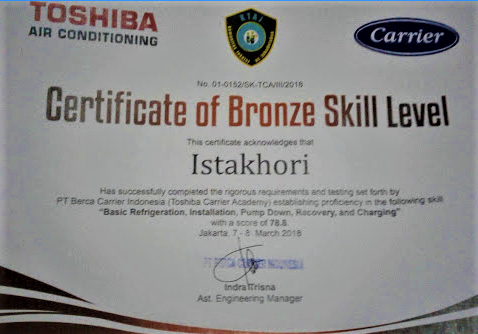 TOSHIBA
AIR CONDITIONING
Carrier
No. 01-0152/SK-TCA/III/2018
Certificate of Bronze Skill Level
This certificate acknowledges that
Istakhori
Has successfully completed the rigorous requirements and testing set forth by
PT Berca Carrier Indonesia (Toshiba Carrier Academy) establishing proficiency in the following skill
"Basic Refrigeration, Installation, Pump Down, Recovery, and Charging"
with a score of 78.8.
Jakarta, 7 - 8 March 2018
PT BERCA CARRIER INDONESIA
Indra Trisna
Ast. Engineering Manager